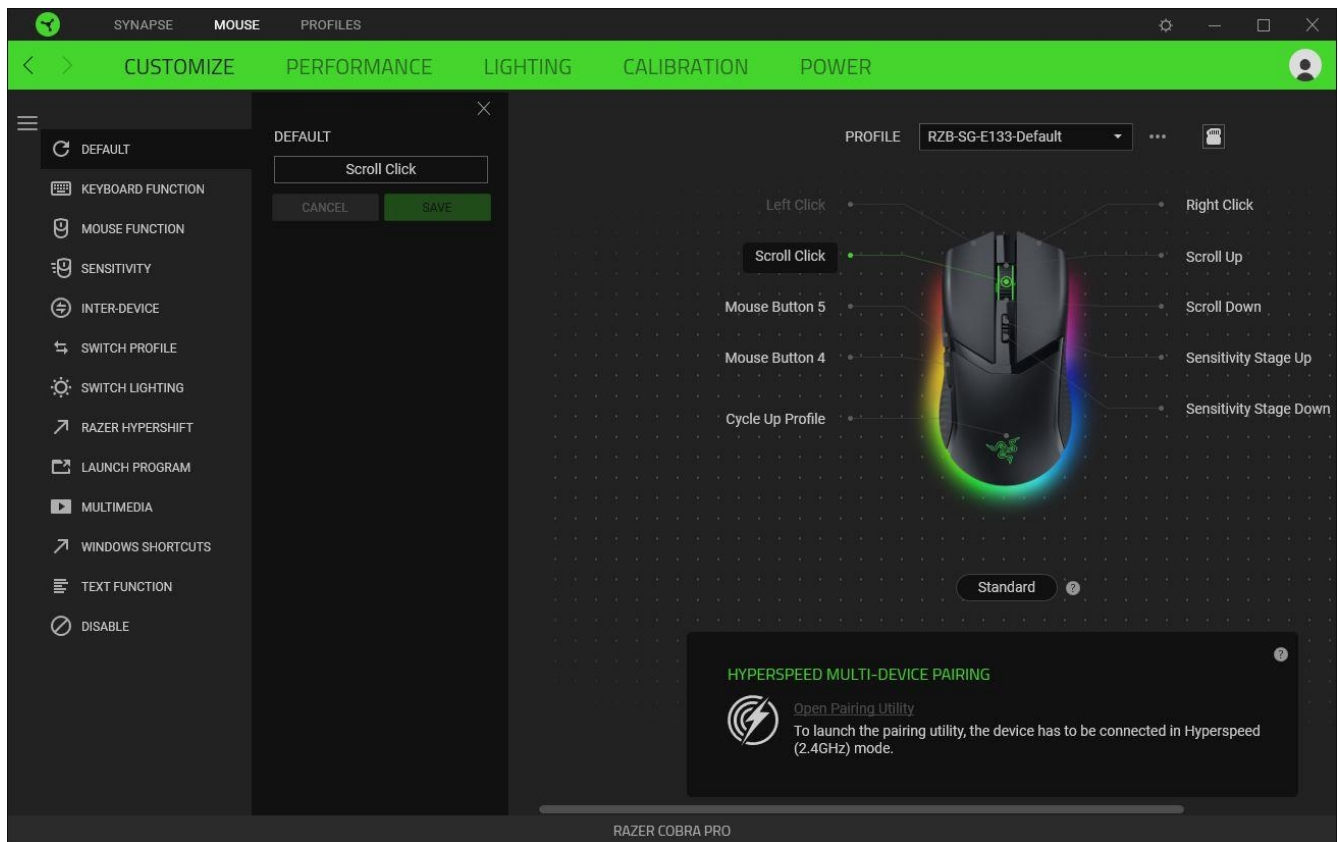 SYNAPSE MOUSE PROFILES
CUSTOMIZE PERFORMANCE LIGHTING CALIBRATION POWER
DEFAULT
KEYBOARD FUNCTION
MOUSE FUNCTION
SENSITIVITY
INTER-DEVICE
SWITCH PROFILE
SWITCH LIGHTING
RAZER HYPERSHIFT
LAUNCH PROGRAM
MULTIMEDIA
WINDOWS SHORTCUTS
TEXT FUNCTION
DISABLE
DEFAULT
Scroll Click
CANCEL SAVE
PROFILE RZB-SG-E133-Default
Left Click
Scroll Click
Mouse Button 5
Mouse Button 4
Cycle Up Profile
Right Click
Scroll Up
Scroll Down
Sensitivity Stage Up
Sensitivity Stage Down
Standard ?
?
HYPERSPEED MULTI-DEVICE PAIRING
Open Pairing Utility
To launch the pairing utility, the device has to be connected in Hyperspeed
(2.4GHz) mode.
RAZER COBRA PRO